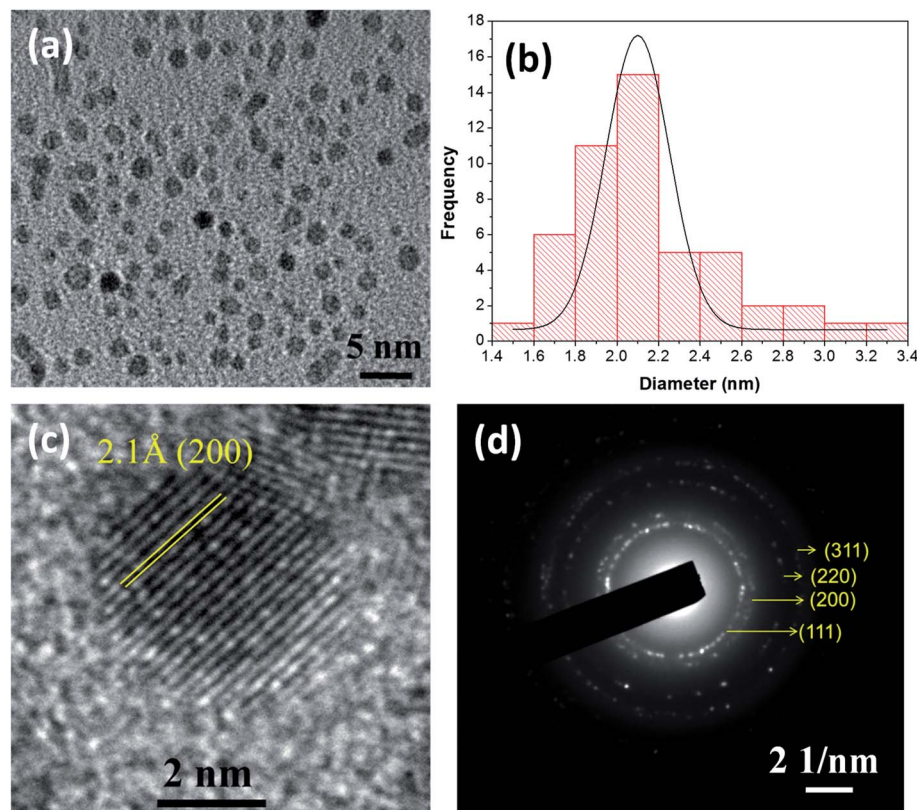 (a)
5 nm
(b)
Frequency
18
16
14
12
10
8
6
4
2
0
1.4 1.6 1.8 2.0 2.2 2.4 2.6 2.8 3.0 3.2 3.4
Diameter (nm)
(c)
2.1Å (200)
2 nm
(d)
(311)
(220)
(200)
(111)
2 1/nm